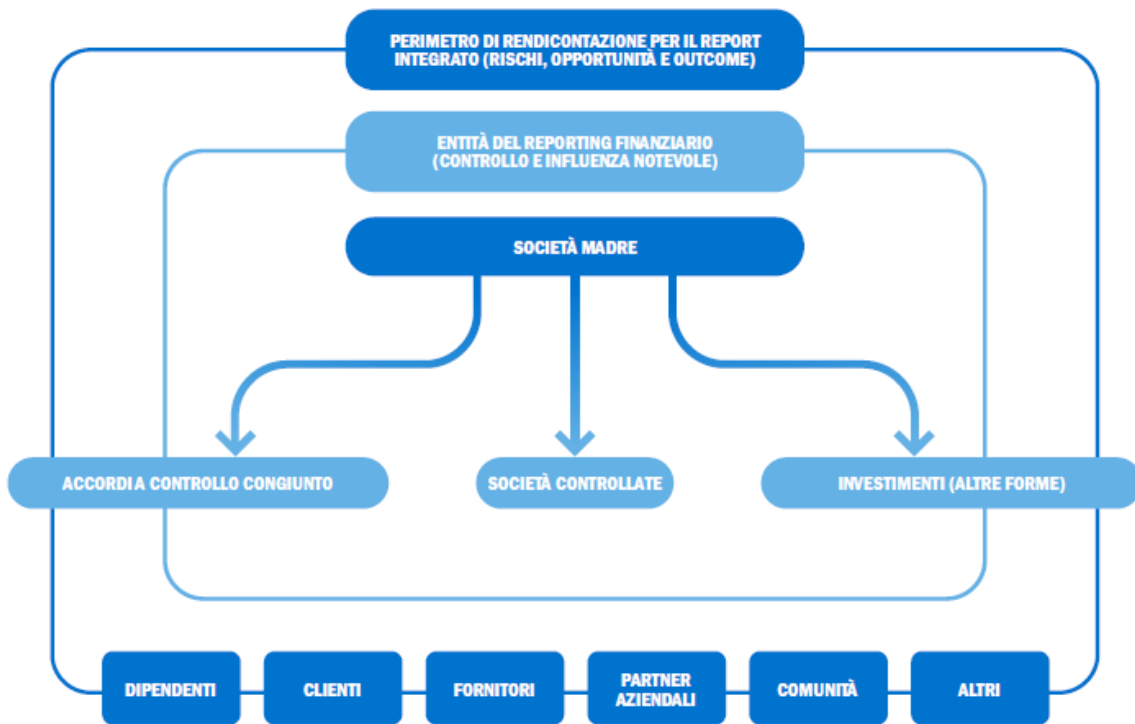 PERIMETRO DI RENDICONTAZIONE PER IL REPORT
INTEGRATO (RISCHI, OPPORTUNITÀ E OUTCOME)
ENTITÀ DEL REPORTING FINANZIARIO
(CONTROLLO E INFLUENZA NOTEVOLE)
SOCIETÀ MADRE
ACCORDI A CONTROLLO CONGIUNTO
SOCIETÀ CONTROLLATE
INVESTIMENTI (ALTRE FORME)
DIPENDENTI
CLIENTI
FORNITORI
PARTNER
AZIENDALI
COMUNITÀ
ALTRI